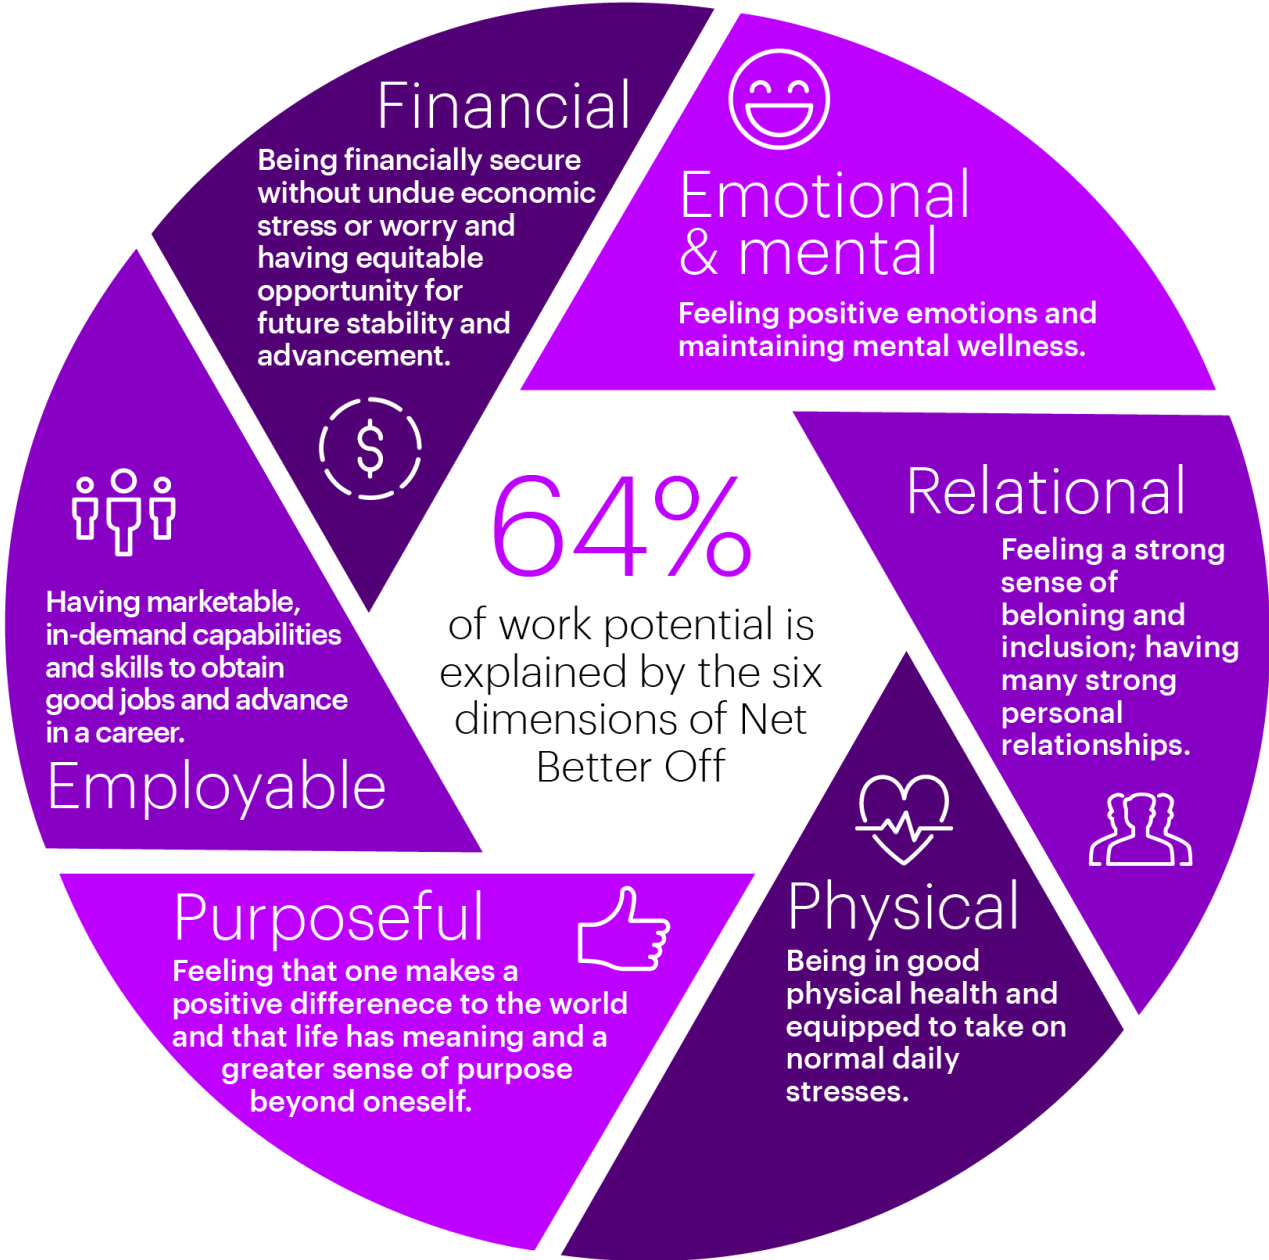 Financial
Being financially secure
without undue economic
stress or worry and
having equitable
opportunity for
future stability and
advancement.
$
Emotional
& mental
Feeling positive emotions and
maintaining mental wellness.
Relational
Feeling a strong
sense of
beloning and
inclusion; having
many strong
personal
relationships.
64%
of work potential is
explained by the six
dimensions of Net
Better Off
Having marketable,
in-demand capabilities
and skills to obtain
good jobs and advance
in a career.
Employable
Purposeful
Feeling that one makes a
positive differenece to the world
and that life has meaning and a
greater sense of purpose
beyond oneself.
Physical
Being in good
physical health and
equipped to take on
normal daily
stresses.